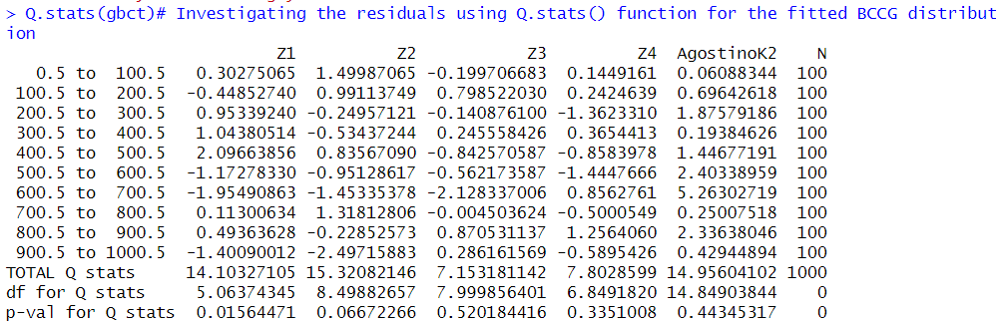 > Q.stats(gbct)# Investigating the residuals using Q.stats() function for the fitted BCCG distribut
ion
Z1 Z2 Z3 Z4 AgostinoK2 N
0.5 to 100.5 0.30275065 1.49987065 -0.199706683 0.1449161 0.06088344 100
100.5 to 200.5 -0.44852740 0.99113749 0.798522030 0.2424639 0.69642618 100
200.5 to 300.5 0.95339240 -0.24957121 -0.140876100 -1.3623310 1.87579186 100
300.5 to 400.5 1.04380514 -0.53437244 0.245558426 0.3654413 0.19384626 100
400.5 to 500.5 2.09663856 0.83567090 -0.842570587 -0.8583978 1.44677191 100
500.5 to 600.5 -1.17278330 -0.95128617 -0.562173587 -1.4447666 2.40338959 100
600.5 to 700.5 -1.95490863 -1.45335378 -2.128337006 0.8562761 5.26302719 100
700.5 to 800.5 0.11300634 1.31812806 -0.004503624 -0.5000549 0.25007518 100
800.5 to 900.5 0.49363628 -0.22852573 0.870531137 1.2564060 2.33638046 100
900.5 to 1000.5 -1.40090012 -2.49715883 0.286161569 -0.5895426 0.42944894 100
TOTAL Q stats 14.10327105 15.32082146 7.153181142 7.8028599 14.95604102 1000
df for Q stats 5.06374345 8.49882657 7.999856401 6.8491820 14.84903844 0
p-val for Q stats 0.01564471 0.06672266 0.520184416 0.3351008 0.44345317 0